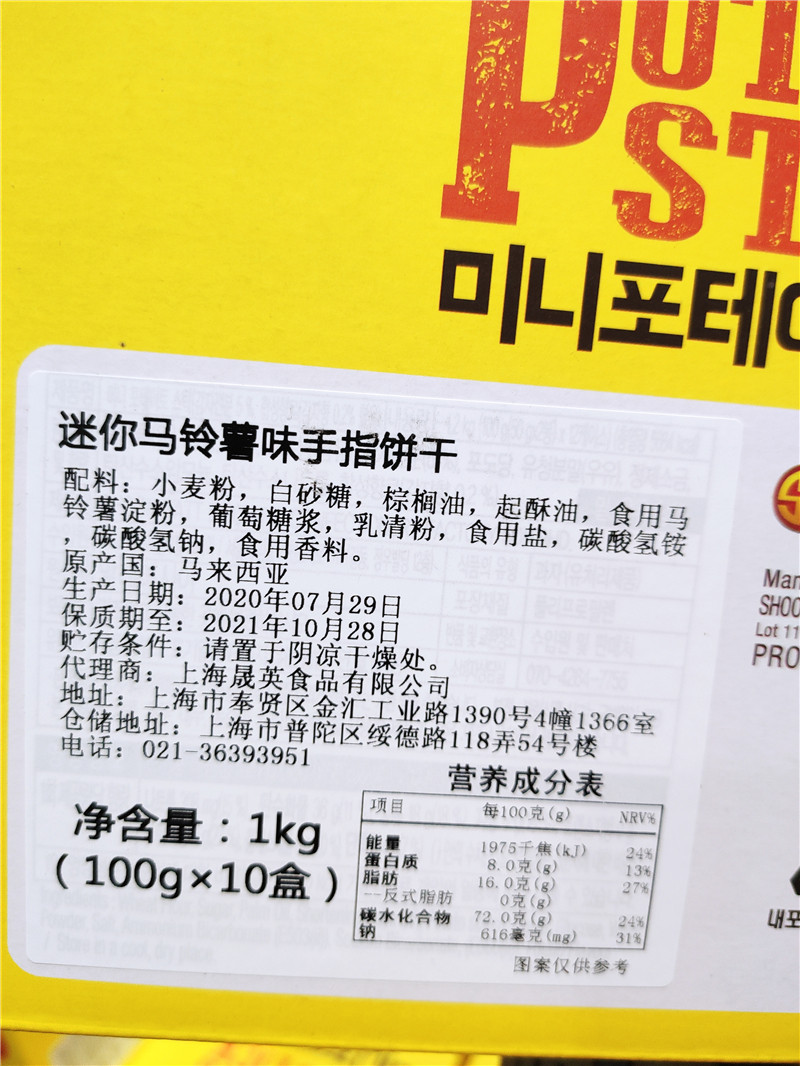 미니포테
迷你马铃薯味手指饼干
配料：小麦粉，白砂糖，棕榈油，起酥油，食用马
铃薯淀粉，葡萄糖浆，乳清粉，食用盐，碳酸氢铵
，碳酸氢钠，食用香料。
原产国：马来西亚
生产日期：2020年07月29日
保质期至：2021年10月28日
贮存条件：请置于阴凉干燥处。
代理商：上海晟英食品有限公司
地址：上海市奉贤区金汇工业路1390号4幢1366室
仓储地址：上海市普陀区绥德路118弄54号楼
电话：021-36393951
营养成分表
项目 每100克(g) NRV%
能量 1975千焦(kJ) 24%
蛋白质 8.0克(g) 13%
脂肪 16.0克(g) 27%
--反式脂肪 0克(g)
碳水化合物 72.0克(g) 24%
钠 616毫克(mg) 31%
图案仅供参考
净含量：1kg
(100g×10盒)
Man
SHOO
Lot 11
PRO
내포